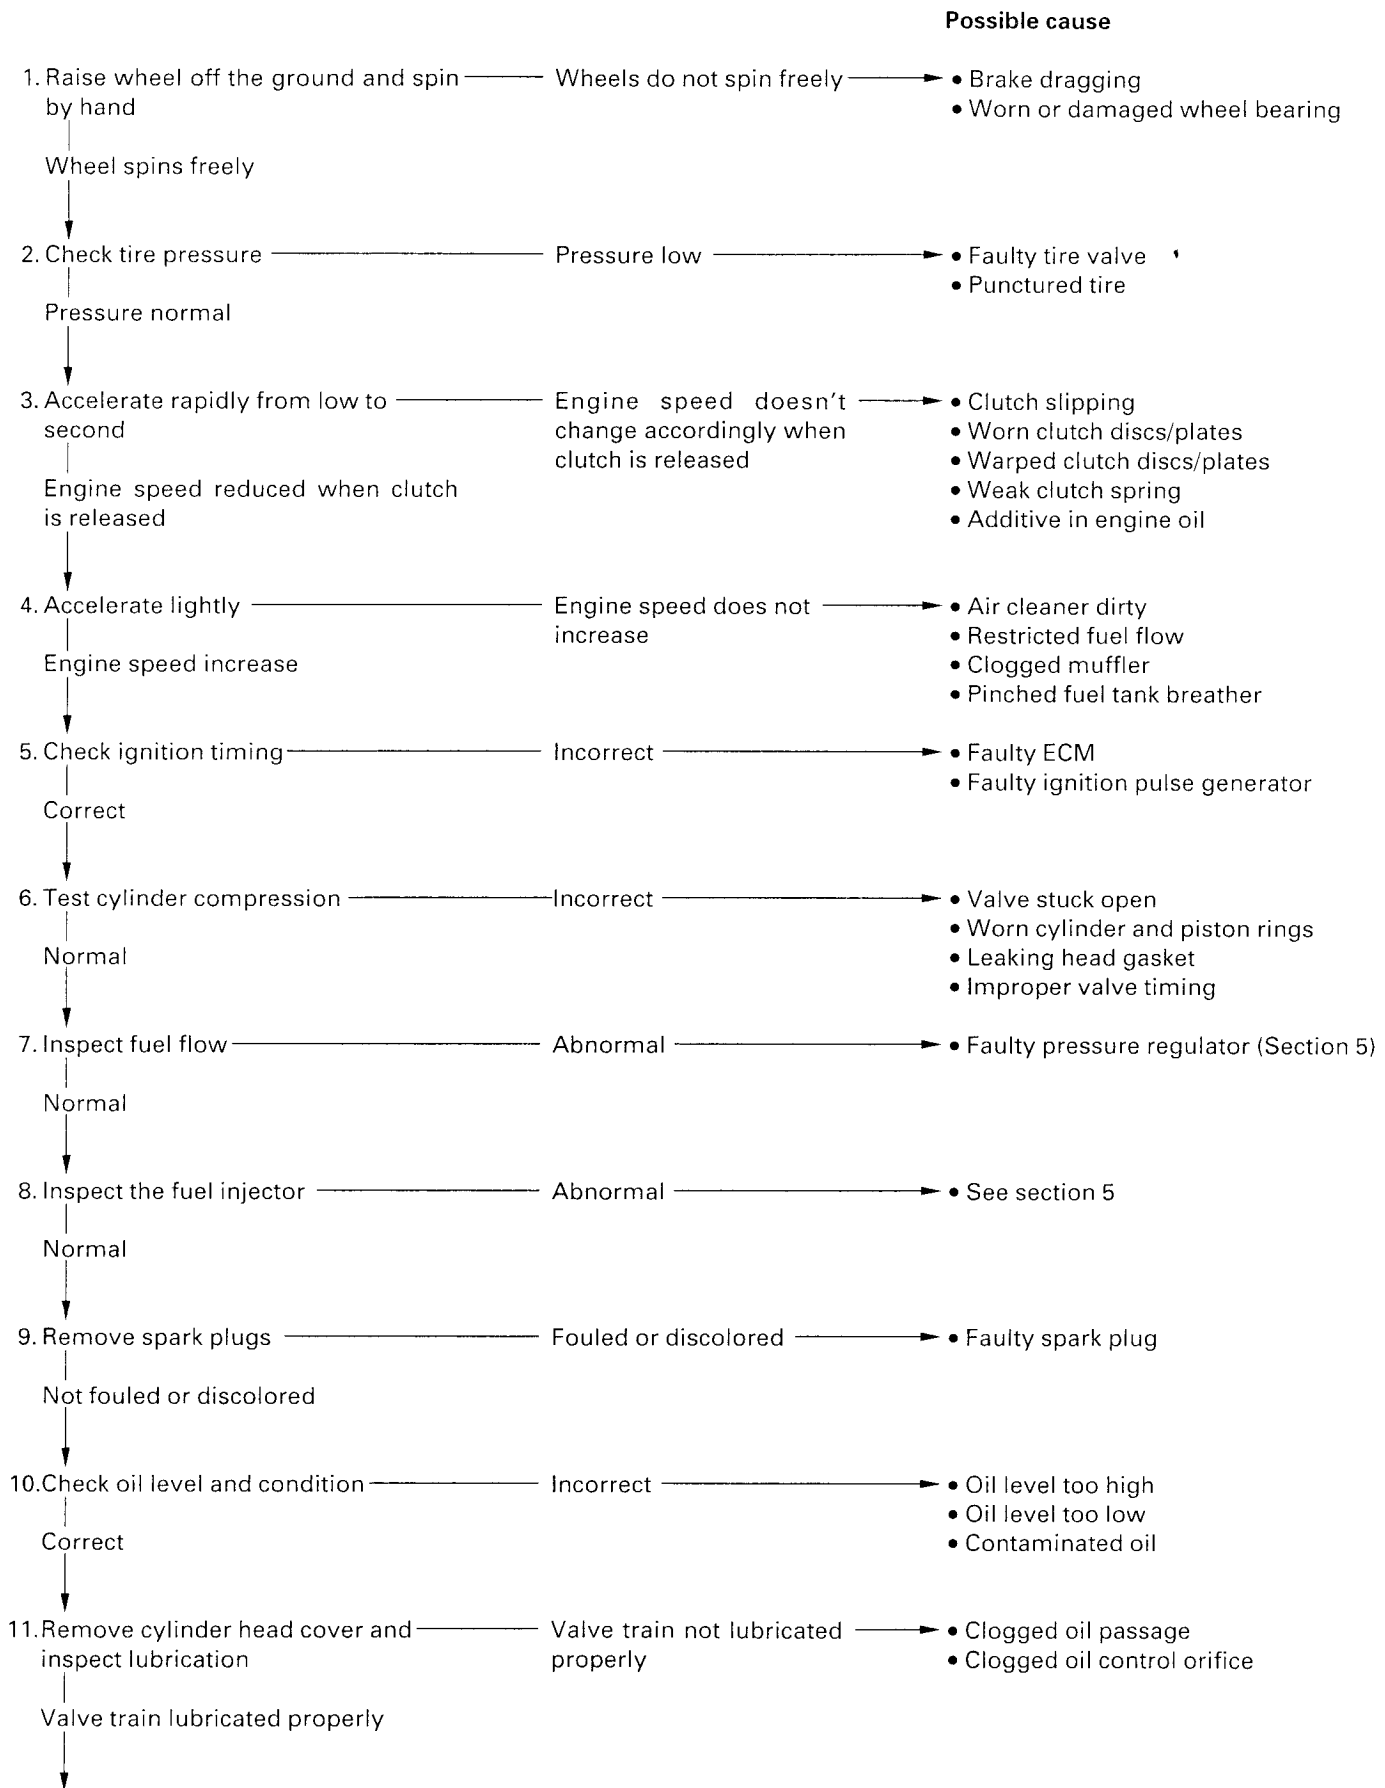 Possible cause
1. Raise wheel off the ground and spin by hand
Wheels do not spin freely
• Brake dragging
• Worn or damaged wheel bearing
Wheel spins freely
2. Check tire pressure
Pressure low
• Faulty tire valve
• Punctured tire
Pressure normal
3. Accelerate rapidly from low to second
Engine speed doesn't change accordingly when clutch is released
• Clutch slipping
• Worn clutch discs/plates
• Warped clutch discs/plates
• Weak clutch spring
• Additive in engine oil
Engine speed reduced when clutch is released
4. Accelerate lightly
Engine speed does not increase
• Air cleaner dirty
• Restricted fuel flow
• Clogged muffler
• Pinched fuel tank breather
Engine speed increase
5. Check ignition timing
Incorrect
• Faulty ECM
• Faulty ignition pulse generator
Correct
6. Test cylinder compression
Incorrect
• Valve stuck open
• Worn cylinder and piston rings
• Leaking head gasket
• Improper valve timing
Normal
7. Inspect fuel flow
Abnormal
• Faulty pressure regulator (Section 5)
Normal
8. Inspect the fuel injector
Abnormal
• See section 5
Normal
9. Remove spark plugs
Fouled or discolored
• Faulty spark plug
Not fouled or discolored
10. Check oil level and condition
Incorrect
• Oil level too high
• Oil level too low
• Contaminated oil
Correct
11. Remove cylinder head cover and inspect lubrication
Valve train not lubricated properly
• Clogged oil passage
• Clogged oil control orifice
Valve train lubricated properly